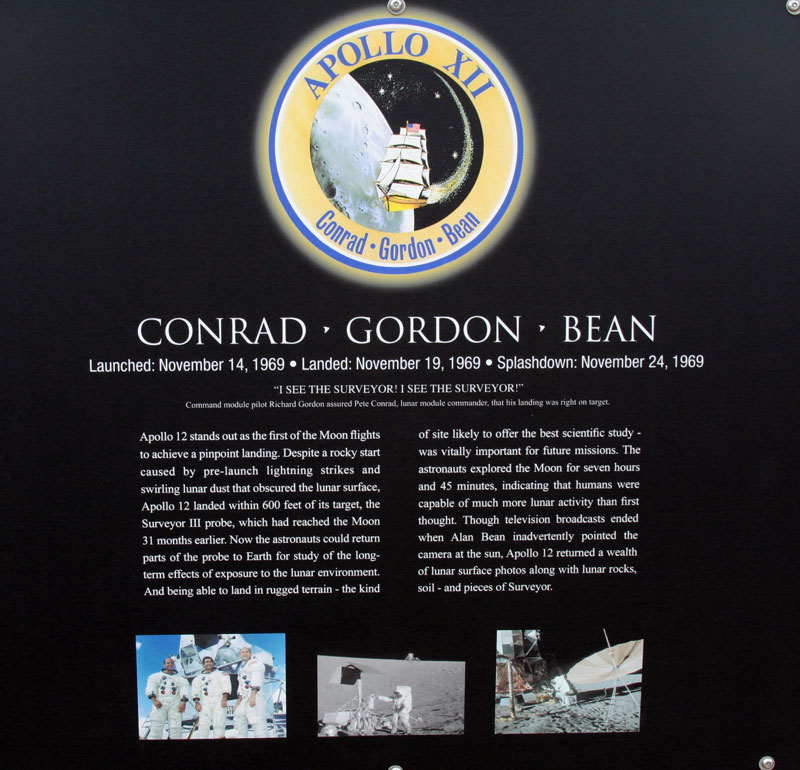 APOLLO XII
Conrad · Gordon · Bean
CONRAD · GORDON · BEAN
Launched: November 14, 1969 • Landed: November 19, 1969 • Splashdown: November 24, 1969
“I SEE THE SURVEYOR! I SEE THE SURVEYOR!”
Command module pilot Richard Gordon assured Pete Conrad, lunar module commander, that his landing was right on target.
Apollo 12 stands out as the first of the Moon flights
to achieve a pinpoint landing. Despite a rocky start
caused by pre-launch lightning strikes and
swirling lunar dust that obscured the lunar surface,
Apollo 12 landed within 600 feet of its target, the
Surveyor III probe, which had reached the Moon
31 months earlier. Now the astronauts could return
parts of the probe to Earth for study of the long-
term effects of exposure to the lunar environment.
And being able to land in rugged terrain - the kind
of site likely to offer the best scientific study -
was vitally important for future missions. The
astronauts explored the Moon for seven hours
and 45 minutes, indicating that humans were
capable of much more lunar activity than first
thought. Though television broadcasts ended
when Alan Bean inadvertently pointed the
camera at the sun, Apollo 12 returned a wealth
of lunar surface photos along with lunar rocks,
soil - and pieces of Surveyor.